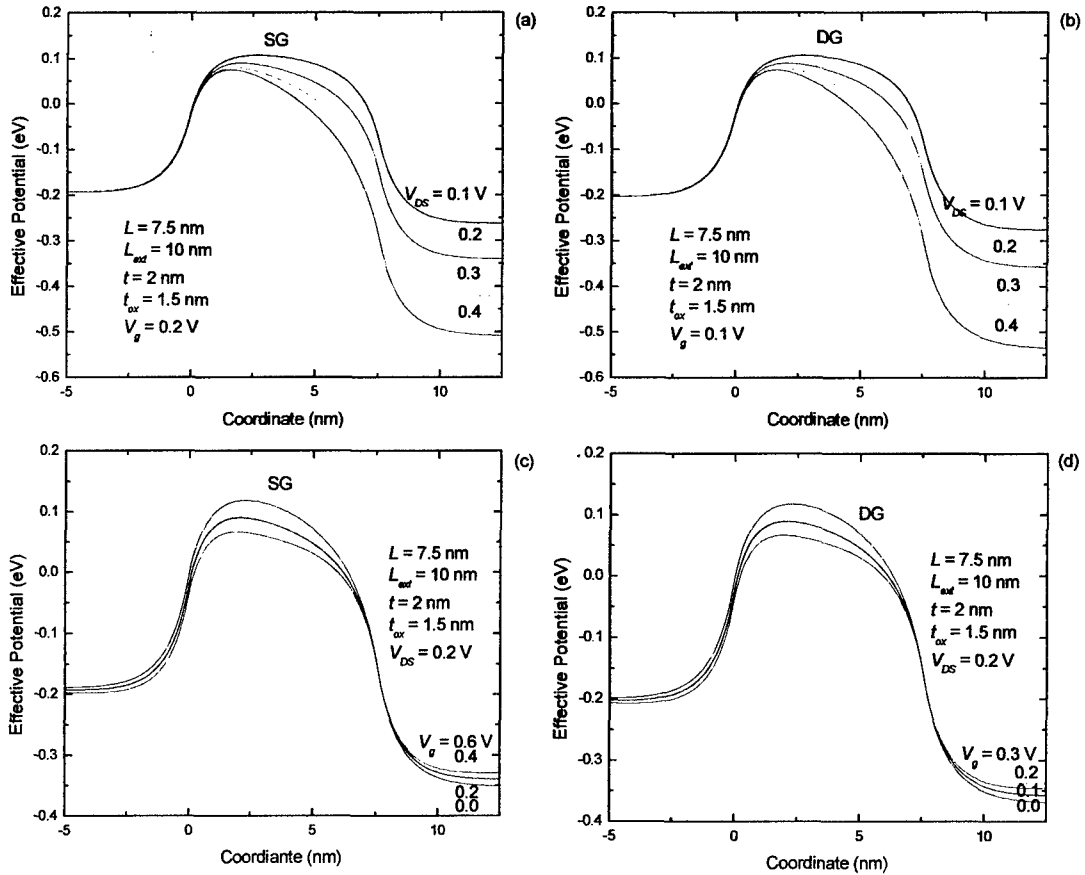 (a)
SG
Effective Potential (eV)
0.2
0.1
0.0
-0.1
-0.2
-0.3
-0.4
-0.5
-0.6
V_DS = 0.1 V
0.2
0.3
0.4
L = 7.5 nm
L_ext = 10 nm
t = 2 nm
t_ox = 1.5 nm
V_g = 0.2 V
-5
0
5
10
Coordinate (nm)
(b)
DG
Effective Potential (eV)
0.2
0.1
0.0
-0.1
-0.2
-0.3
-0.4
-0.5
-0.6
V_DS = 0.1 V
0.2
0.3
0.4
L = 7.5 nm
L_ext = 10 nm
t = 2 nm
t_ox = 1.5 nm
V_g = 0.1 V
-5
0
5
10
Coordinate (nm)
(c)
SG
Effective Potential (eV)
0.2
0.1
0.0
-0.1
-0.2
-0.3
-0.4
L = 7.5 nm
L_ext = 10 nm
t = 2 nm
t_ox = 1.5 nm
V_DS = 0.2 V
V_g = 0.6 V
0.4
0.2
0.0
-5
0
5
10
Coordiante (nm)
(d)
DG
Effective Potential (eV)
0.2
0.1
0.0
-0.1
-0.2
-0.3
-0.4
L = 7.5 nm
L_ext = 10 nm
t = 2 nm
t_ox = 1.5 nm
V_DS = 0.2 V
V_g = 0.3 V
0.2
0.1
0.0
-5
0
5
10
Coordinate (nm)